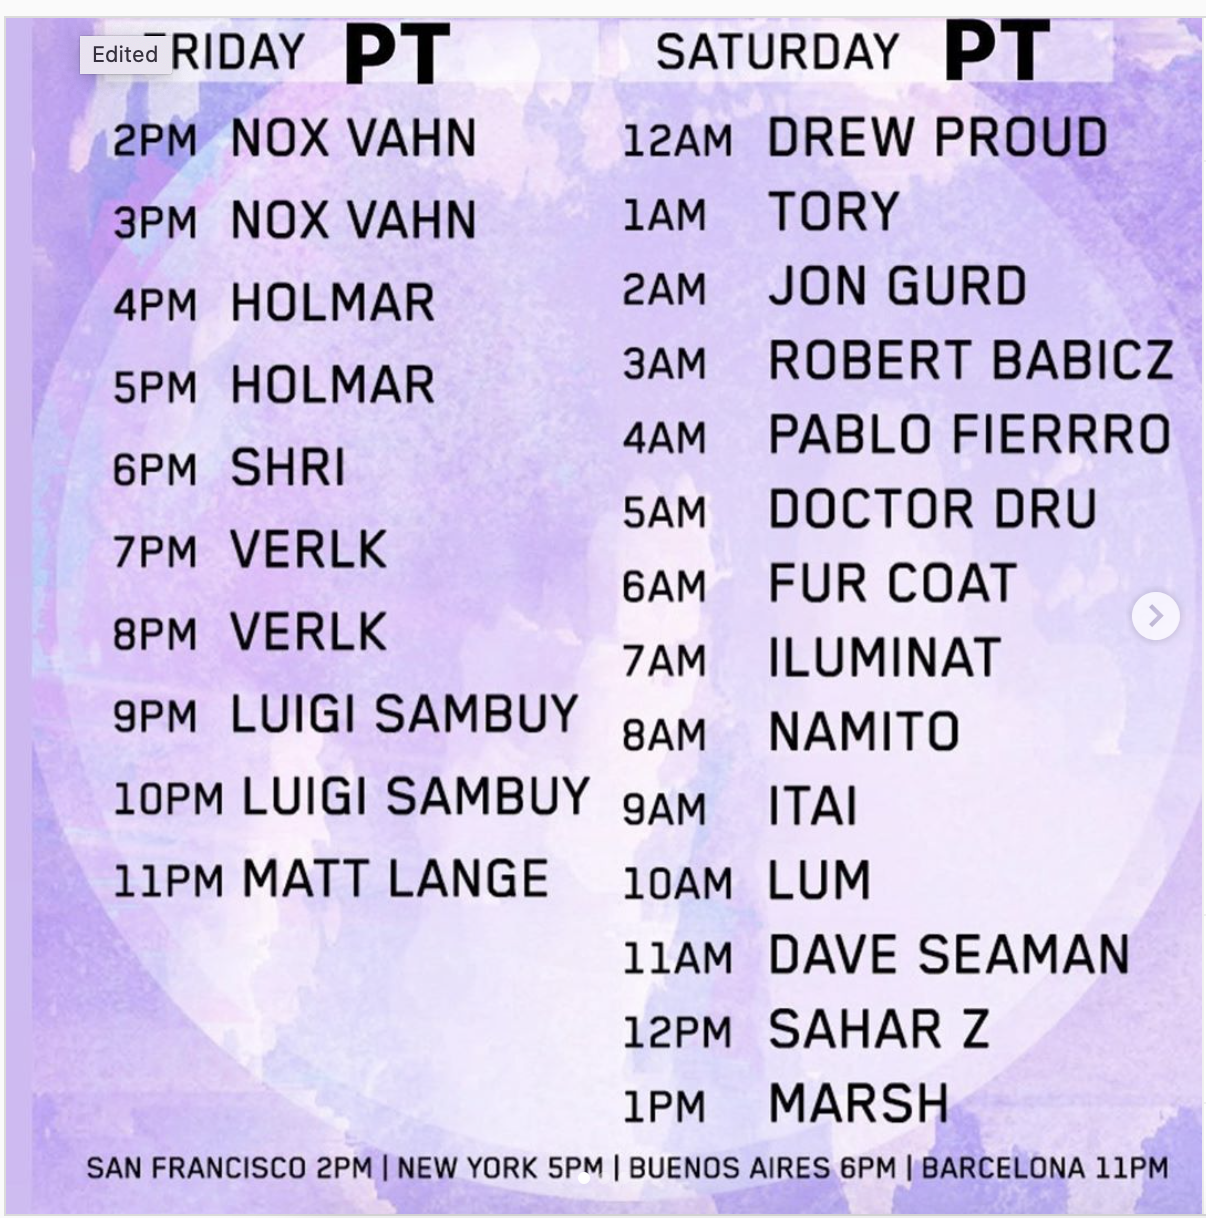 Edited
FRIDAY PT
2PM NOX VAHN
3PM NOX VAHN
4PM HOLMAR
5PM HOLMAR
6PM SHRI
7PM VERLK
8PM VERLK
9PM LUIGI SAMBUY
10PM LUIGI SAMBUY
11PM MATT LANGE
SATURDAY PT
12AM DREW PROUD
1AM TORY
2AM JON GURD
3AM ROBERT BABICZ
4AM PABLO FIERRRO
5AM DOCTOR DRU
6AM FUR COAT
7AM ILUMINAT
8AM NAMITO
9AM ITAI
10AM LUM
11AM DAVE SEAMAN
12PM SAHAR Z
1PM MARSH
SAN FRANCISCO 2PM | NEW YORK 5PM | BUENOS AIRES 6PM | BARCELONA 11PM